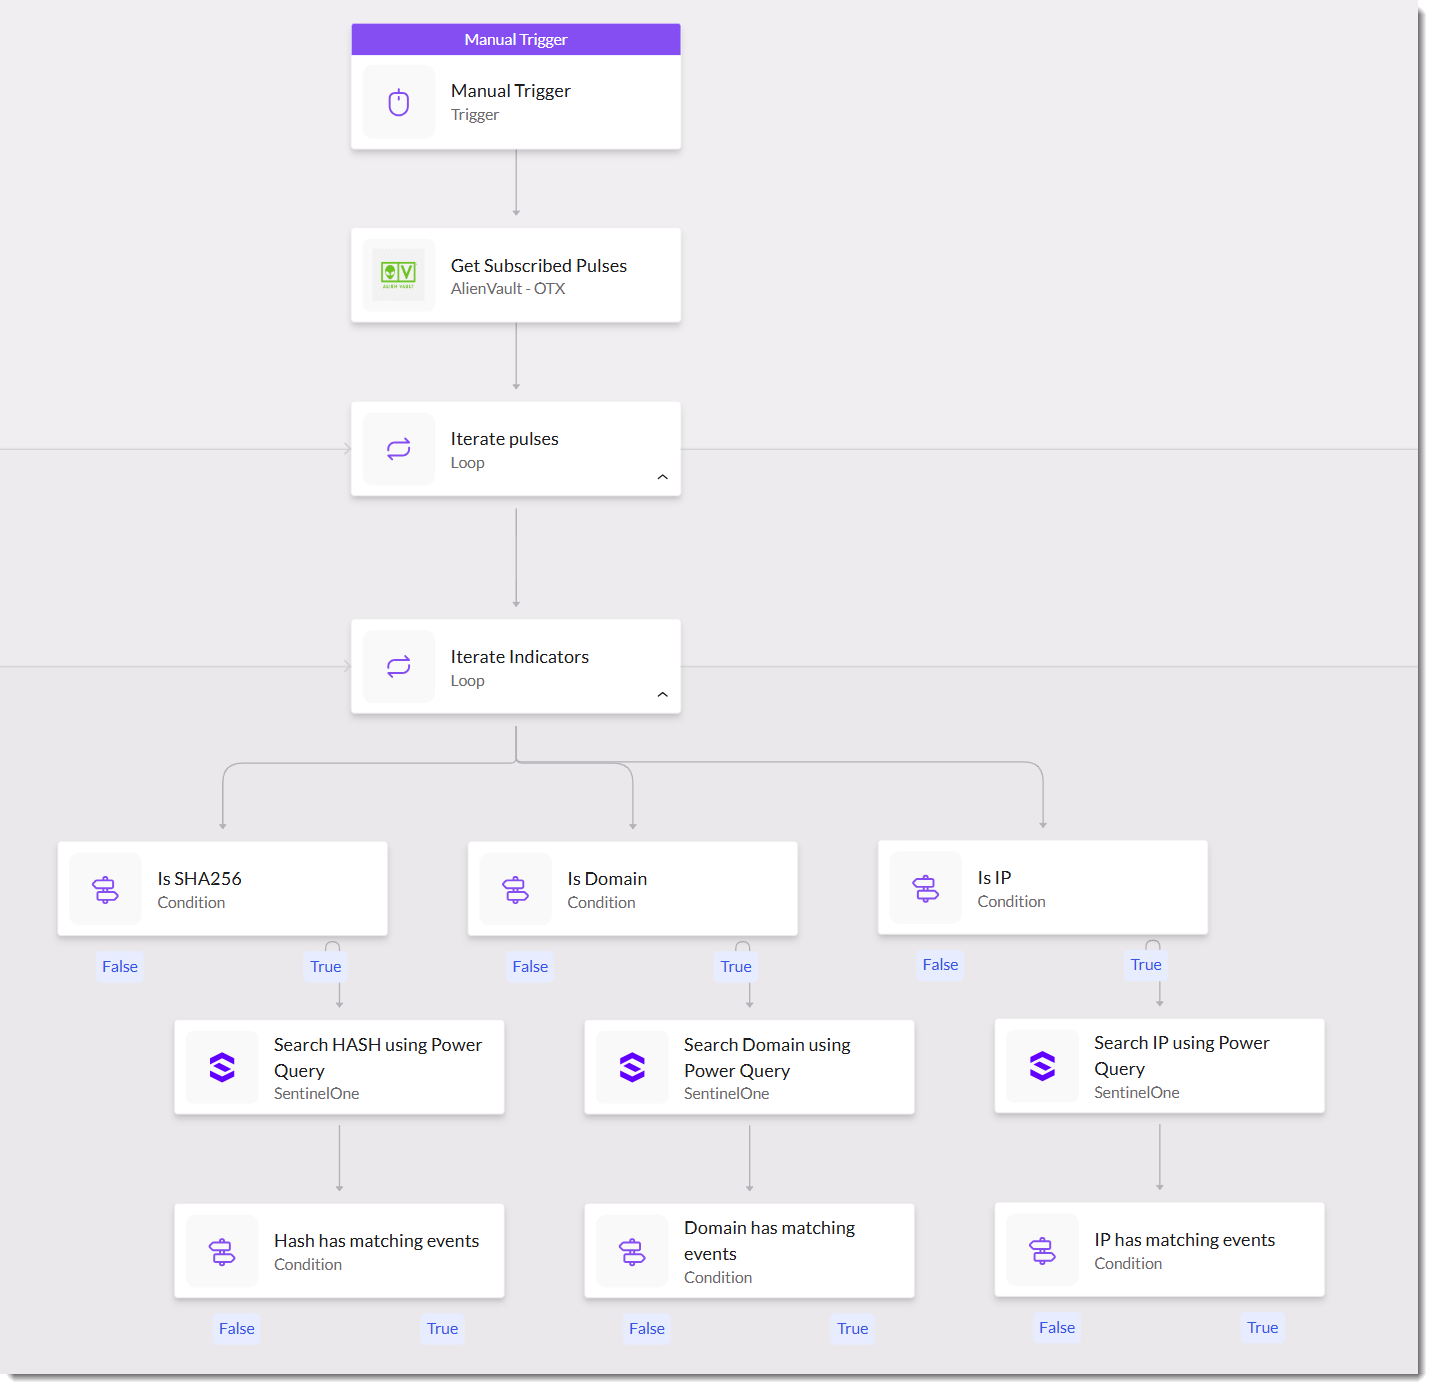 Manual Trigger
Manual Trigger
Trigger
Get Subscribed Pulses
AlienVault - OTX
ALIEN VAULT
Iterate pulses
Loop
Iterate Indicators
Loop
Is SHA256
Condition
False
True
Is Domain
Condition
False
True
Is IP
Condition
False
True
Search HASH using Power
Query
SentinelOne
Search Domain using
Power Query
SentinelOne
Search IP using Power
Query
SentinelOne
Hash has matching events
Condition
False
True
Domain has matching
events
Condition
False
True
IP has matching events
Condition
False
True